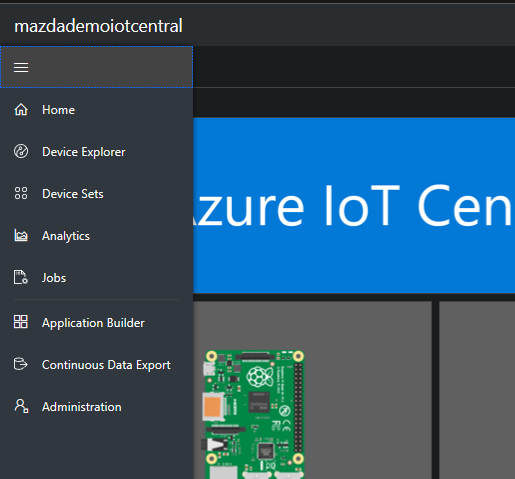 mazdademoiotcentral
Home
Device Explorer
Device Sets
Analytics
Jobs
Application Builder
Continuous Data Export
Administration
Azure IoT Cen